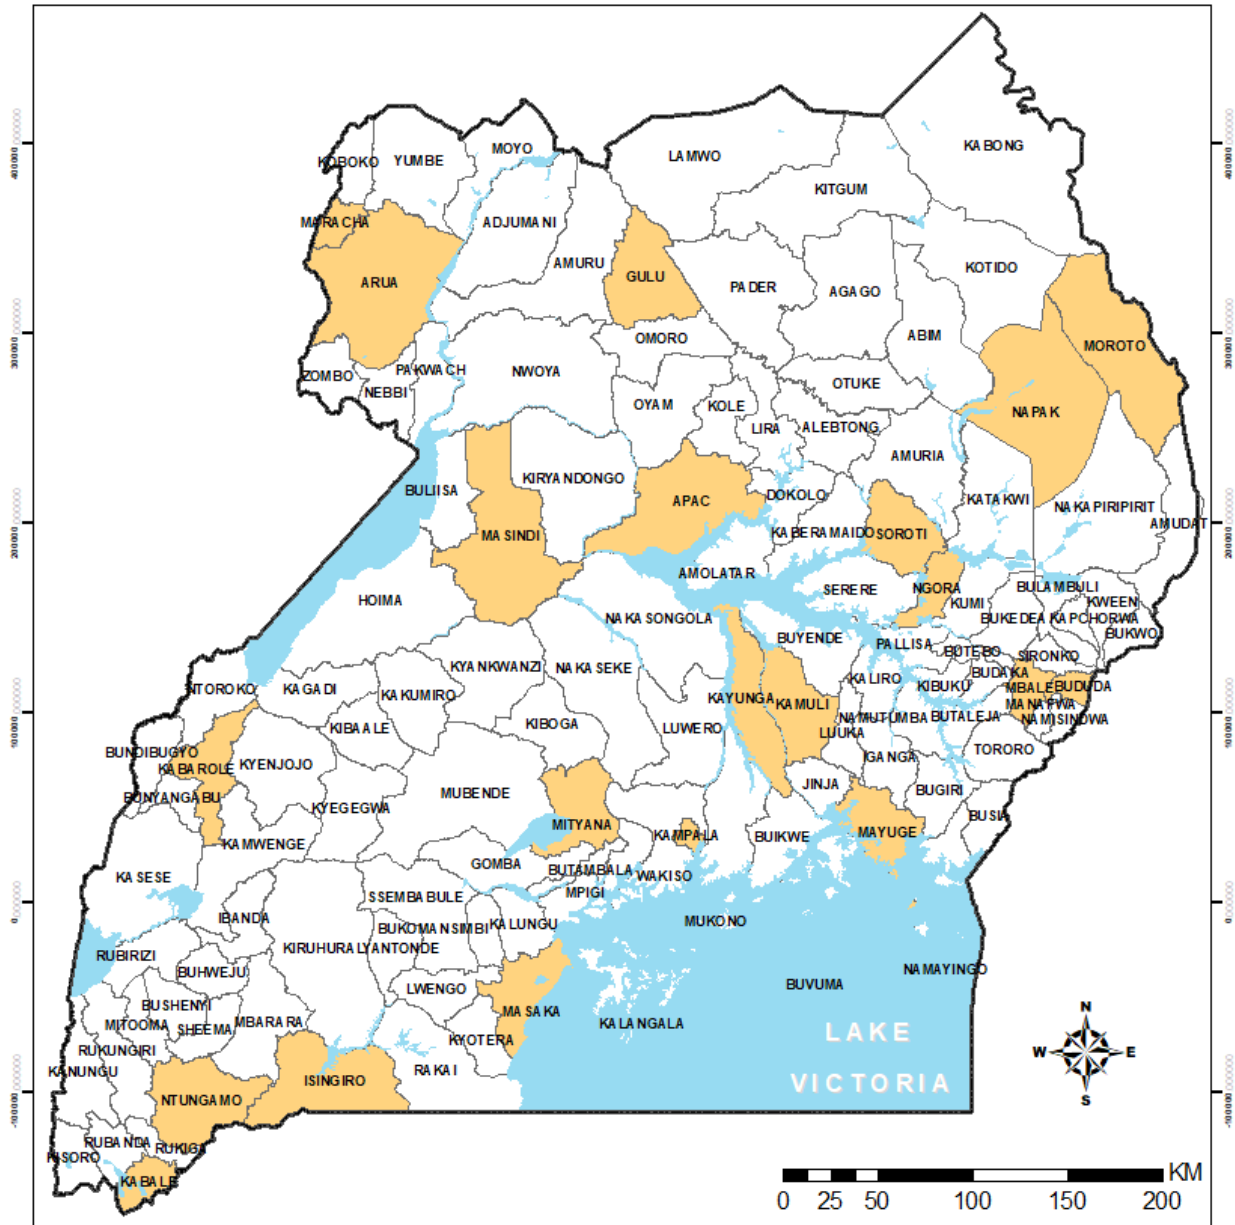 KABONG
MOYO
LAMWO
YUMBE
KOBOKO
KITGUM
MARACHA
ADJUMANI
AMURU
KOTIDO
GULU
ARUA
PADER
AGAGO
ABIM
OMORO
MOROTO
PAKWACH
NWOYA
ZOMBO
NEBBI
OTUKE
OYAM
KOLE
NAPAK
LIRA
ALEBTONG
AMURIA
KIRYANDONGO
BULIISA
APAC
DOKOLO
KATAKWI
NAKAPIRIPIRIT
AMUDAT
MASINDI
KABERAMAIDO
SOROTI
AMOLATAR
SERERE
NGORA
BULAMBULI
HOIMA
KUMI
KWEEN
NAKASONGOLA
BUKEDEA
KAPCHORWA
BUKWO
BUYENDE
PALLISA
BUTEBO
SIRONKO
KYANKWANZI
NAKASEKE
BUDAKA
NTOROKO
KAGADI
KAKUMIRO
KAYUNGA
KAMULI
KALIRO
KIBUKU
MBALE
BUDUDA
MANAFWA
KIBAALE
KIBOGA
LUWERO
NAMUTUMBA
BUTALEJA
NAMISINDWA
LUUKA
BUNDIBUGYO
KABAROLE
KYENJOJO
IGANGA
TORORO
BUNYANGABU
KYEGEGWA
MUBENDE
JINJA
BUGIRI
BUSIA
MITYANA
KAMPALA
BUIKWE
MAYUGE
KAMWENGE
GOMBA
BUTAMBALA
WAKISO
KASESE
SSEMBABULE
MPIGI
IBANDA
BUKOMANSIMBI
KALUNGU
MUKONO
KIRUHURA
LYANTONDE
RUBIRIZI
BUHWEJU
NAMAYINGO
LWENGO
BUVUMA
BUSHENYI
MASAKA
MITOOMA
SHEEMA
MBARARA
KALANGALA
LAKE
KYOTERA
RUKUNGIRI
N
W
E
S
KANUNGU
RAKAI
ISINGIRO
VICTORIA
NTUNGAMO
RUBANDA
RUKIGA
KISORO
KABALE
KM
0 25 50 100 150 200